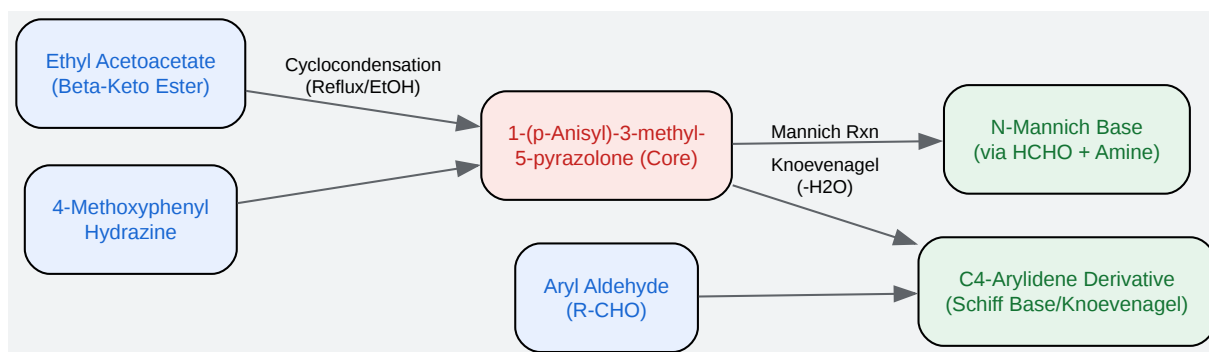 Ethyl Acetoacetate
(Beta-Keto Ester)
Cyclocondensation
(Reflux/EtOH)
4-Methoxyphenyl
Hydrazine
1-(p-Anisyl)-3-methyl-
5-pyrazolone (Core)
Mannich Rxn
Knoevenagel
(-H2O)
N-Mannich Base
(via HCHO + Amine)
Aryl Aldehyde
(R-CHO)
C4-Arylidene Derivative
(Schiff Base/Knoevenagel)